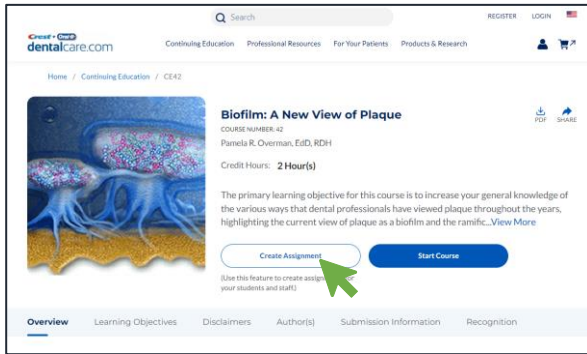 Search
REGISTER LOGIN
Crest + Oral-B
dentalcare.com
Continuing Education Professional Resources For Your Patients Products & Research
Home / Continuing Education / CE42
Biofilm: A New View of Plaque
COURSE NUMBER: 42
Pamela R. Overman, EdD, RDH
PDF SHARE
Credit Hours: 2 Hour(s)
The primary learning objective for this course is to increase your general knowledge of
the various ways that dental professionals have viewed plaque throughout the years,
highlighting the current view of plaque as a biofilm and the ramific...View More
Create Assignment Start Course
(Use this feature to create
your students and staff.)
Overview Learning Objectives Disclaimers Author(s) Submission Information Recognition